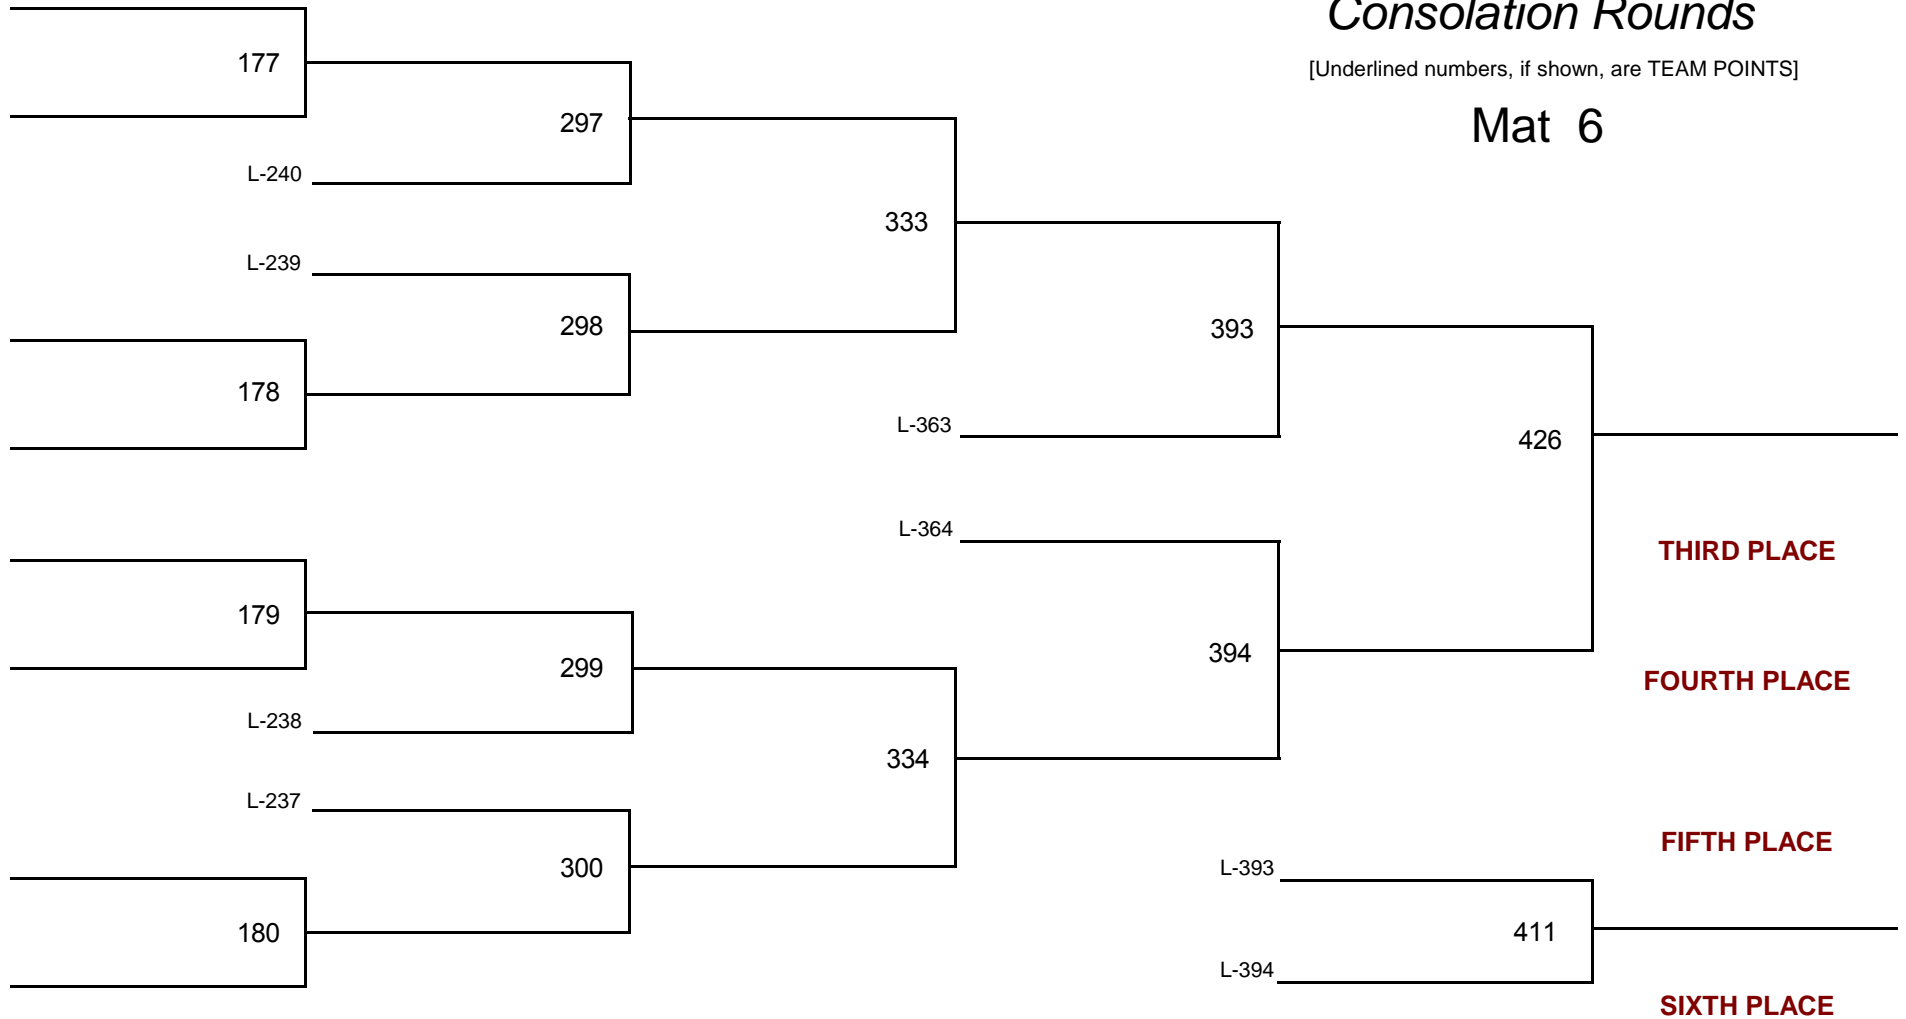 Consolation Rounds
[Underlined numbers, if shown, are TEAM POINTS]
Mat 6
177
297
L-240
333
L-239
298
393
178
L-363
426
L-364
THIRD PLACE
179
394
299
FOURTH PLACE
L-238
334
L-237
FIFTH PLACE
300
L-393
180
411
L-394
SIXTH PLACE